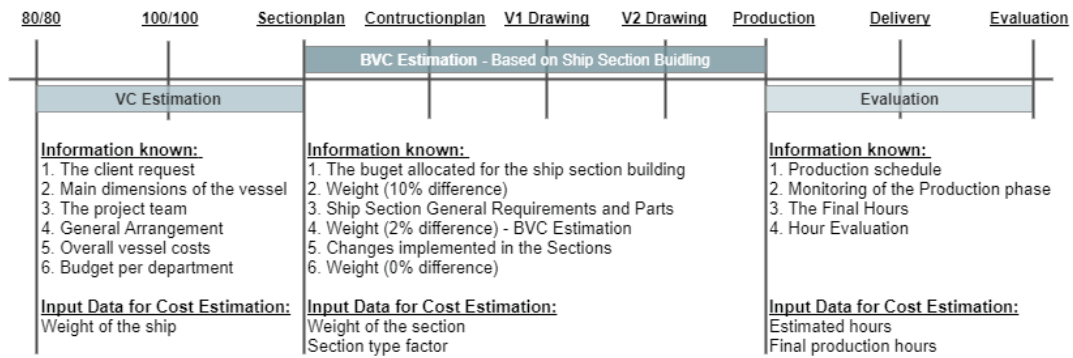 80/80 100/100 Sectionplan Contructionplan V1 Drawing V2 Drawing Production Delivery Evaluation
BVC Estimation - Based on Ship Section Buidling
VC Estimation
Evaluation
Information known:
1. The client request
2. Main dimensions of the vessel
3. The project team
4. General Arrangement
5. Overall vessel costs
6. Budget per department
Input Data for Cost Estimation:
Weight of the ship
Information known:
1. The buget allocated for the ship section building
2. Weight (10% difference)
3. Ship Section General Requirements and Parts
4. Weight (2% difference) - BVC Estimation
5. Changes implemented in the Sections
6. Weight (0% difference)
Input Data for Cost Estimation:
Weight of the section
Section type factor
Information known:
1. Production schedule
2. Monitoring of the Production phase
3. The Final Hours
4. Hour Evaluation
Input Data for Cost Estimation:
Estimated hours
Final production hours